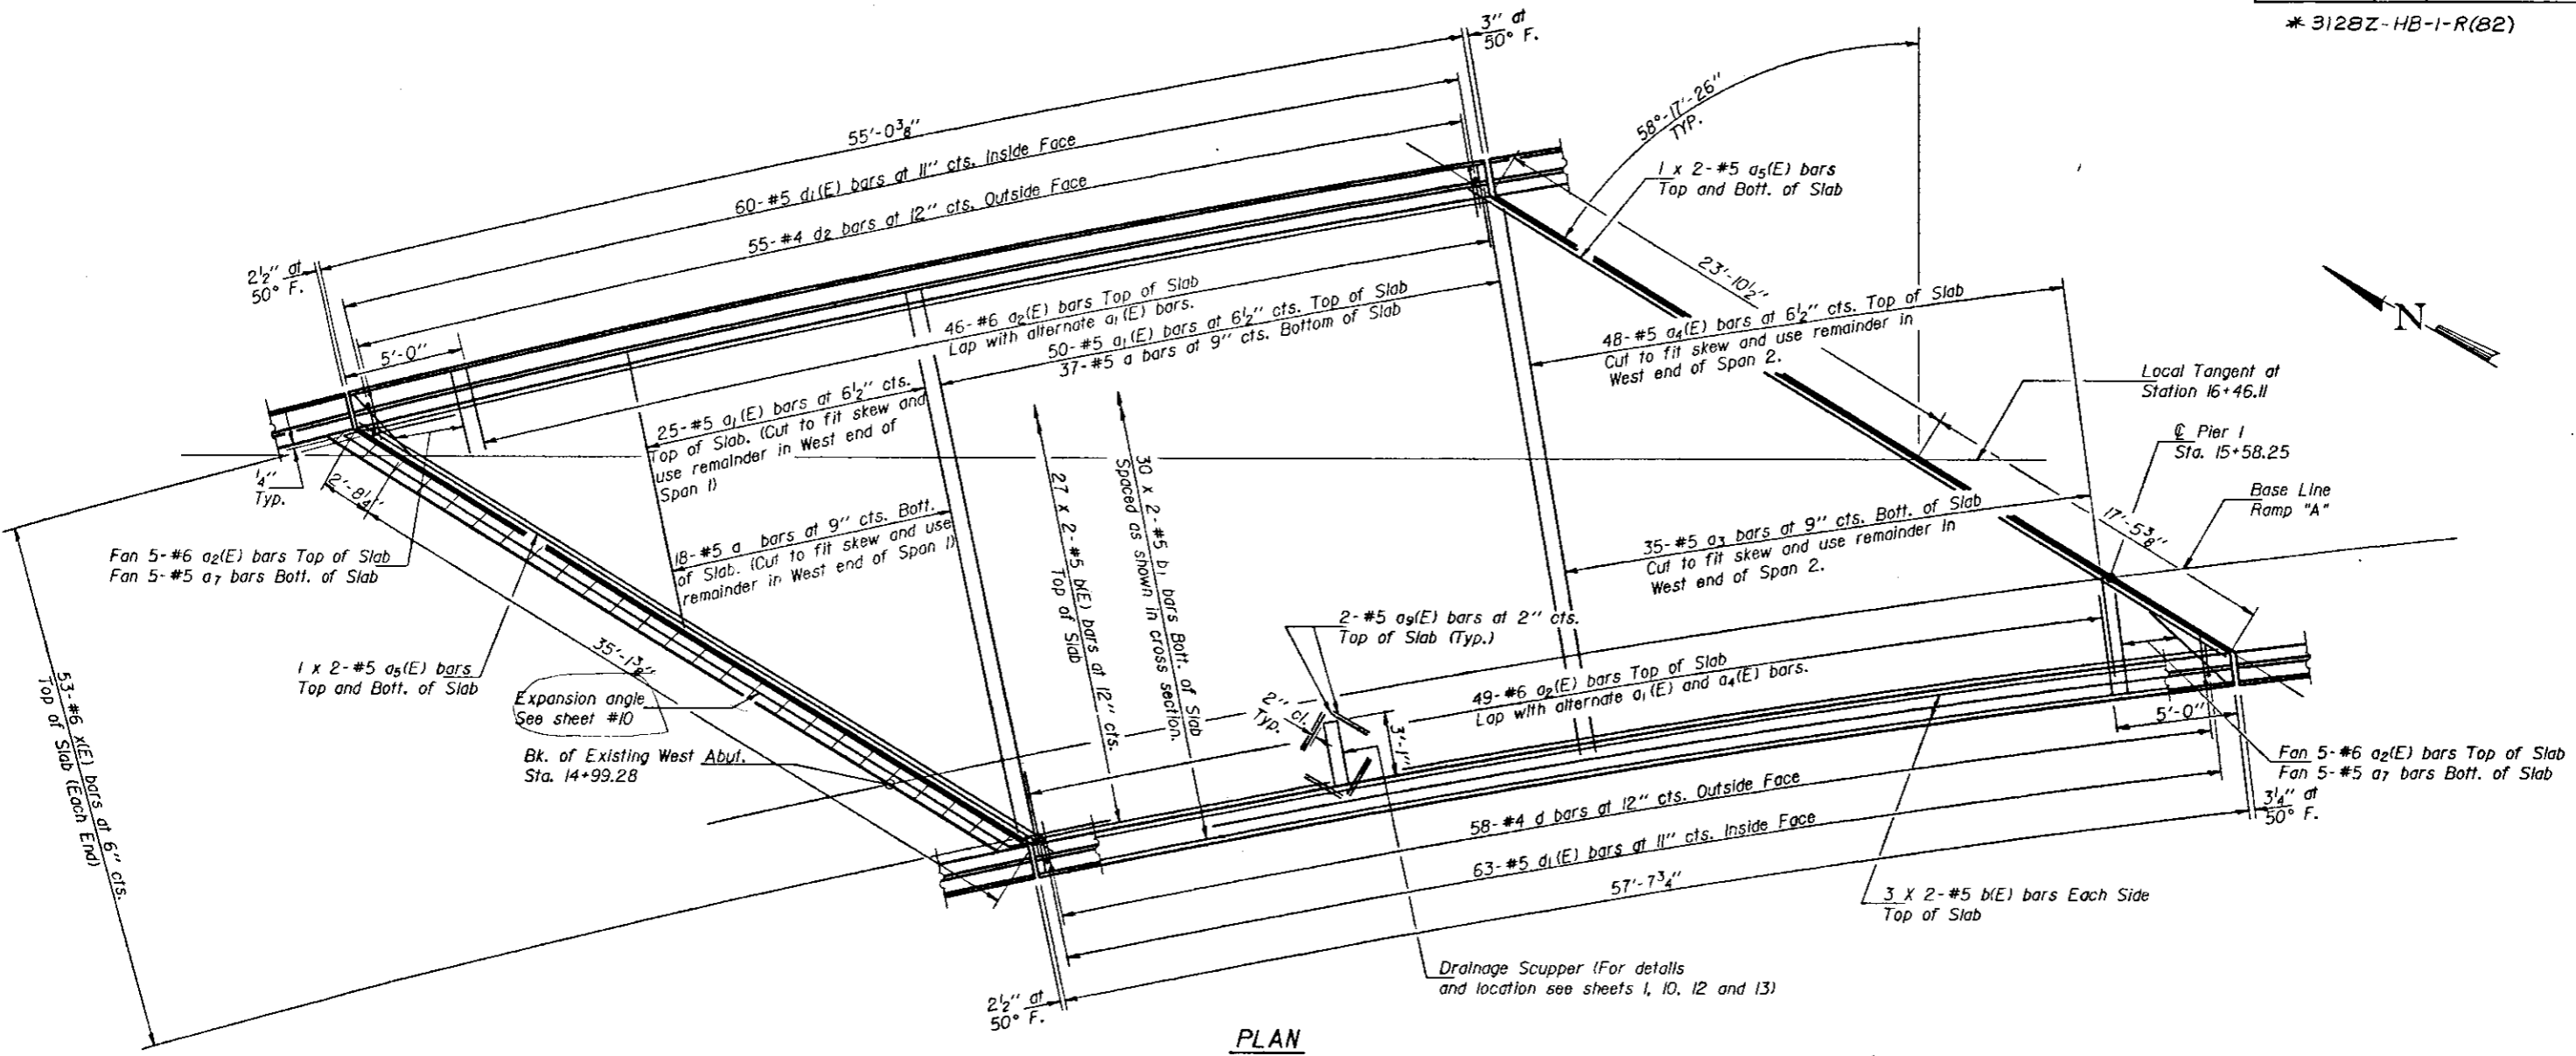 * 3128Z-HB-1-R(82)
3" at
50° F.
58°-17'-26"
TYP.
55'-0 3/8"
60-#5 d1(E) bars at 11" cts. Inside Face
55-#4 d2 bars at 12" cts. Outside Face
1 x 2-#5 a5(E) bars
Top and Bott. of Slab
2 1/2" at
50° F.
5'-0"
46-#6 a2(E) bars Top of Slab
Lap with alternate a1(E) bars.
50-#5 a1(E) bars at 6 1/2" cts. Top of Slab
37-#5 a bars at 9" cts. Bottom of Slab
23'-10 1/2"
48-#5 a4(E) bars at 6 1/2" cts. Top of Slab
Cut to fit skew and use remainder in
West end of Span 2.
N
Local Tangent at
Station 16+46.11
25-#5 a1(E) bars at 6 1/2" cts.
Top of Slab. (Cut to fit skew and
use remainder in West end of
Span 1)
℄ Pier 1
Sta. 15+58.25
1/4"
Typ.
2'-8 1/4"
Base Line
Ramp "A"
18-#5 a bars at 9" cts. Bott.
of Slab. (Cut to fit skew and use
remainder in West end of Span 1)
27 x 2-#5 b(E) bars at 12" cts.
Top of Slab
30 x 2-#5 b1 bars Bott. of Slab
Spaced as shown in cross section.
17'-5 3/8"
35-#5 a3 bars at 9" cts. Bott. of Slab
Cut to fit skew and use remainder in
West end of Span 2.
Fan 5-#6 a2(E) bars Top of Slab
Fan 5-#5 a7 bars Bott. of Slab
2-#5 a9(E) bars at 2" cts.
Top of Slab (Typ.)
1 x 2-#5 a5(E) bars
Top and Bott. of Slab
35'-1 3/8"
53-#6 x(E) bars at 6" cts.
Top of Slab (Each End)
Expansion angle
See sheet #10
49-#6 a2(E) bars Top of Slab
Lap with alternate a1(E) and a4(E) bars.
2" cl.
Typ.
3'-1"
5'-0"
Bk. of Existing West Abut.
Sta. 14+99.28
Fan 5-#6 a2(E) bars Top of Slab
Fan 5-#5 a7 bars Bott. of Slab
58-#4 d bars at 12" cts. Outside Face
63-#5 d1(E) bars at 11" cts. Inside Face
57'-7 3/4"
3 1/4" at
50° F.
3 x 2-#5 b(E) bars Each Side
Top of Slab
Drainage Scupper (For details
and location see sheets 1, 10, 12 and 13)
2 1/2" at
50° F.
PLAN